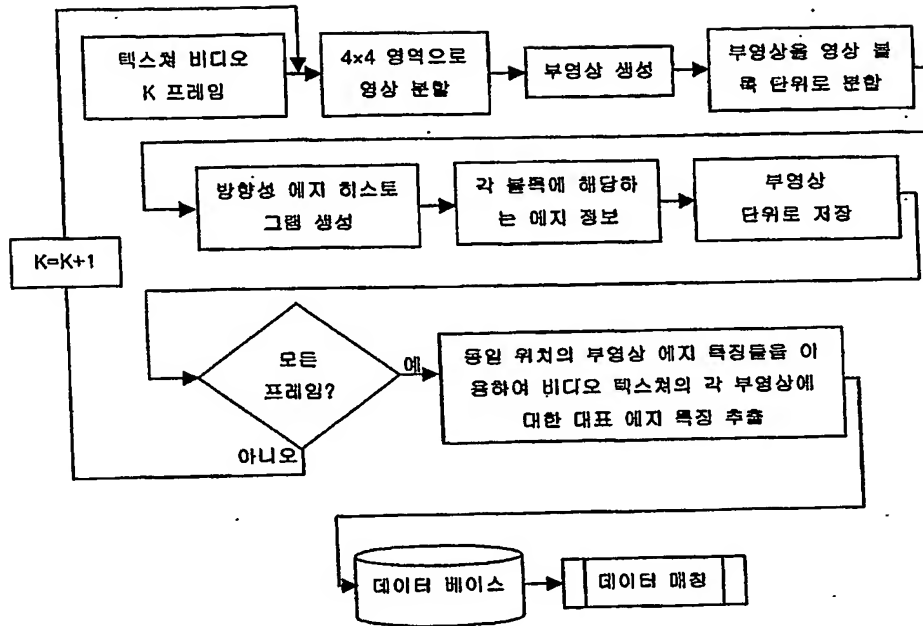 텍스쳐 비디오
K 프레임
4×4 영역으로
영상 분할
부영상 생성
부영상을 영상 블
록 단위로 분할
방향성 에지 히스토
그램 생성
각 블록에 해당하
는 에지 정보
부영상
단위로 저장
K=K+1
모든
프레임?
예
아니오
동일 위치의 부영상 에지 특징들을 이
용하여 비디오 텍스쳐의 각 부영상에
대한 대표 에지 특징 추출
데이터 베이스
데이터 매칭